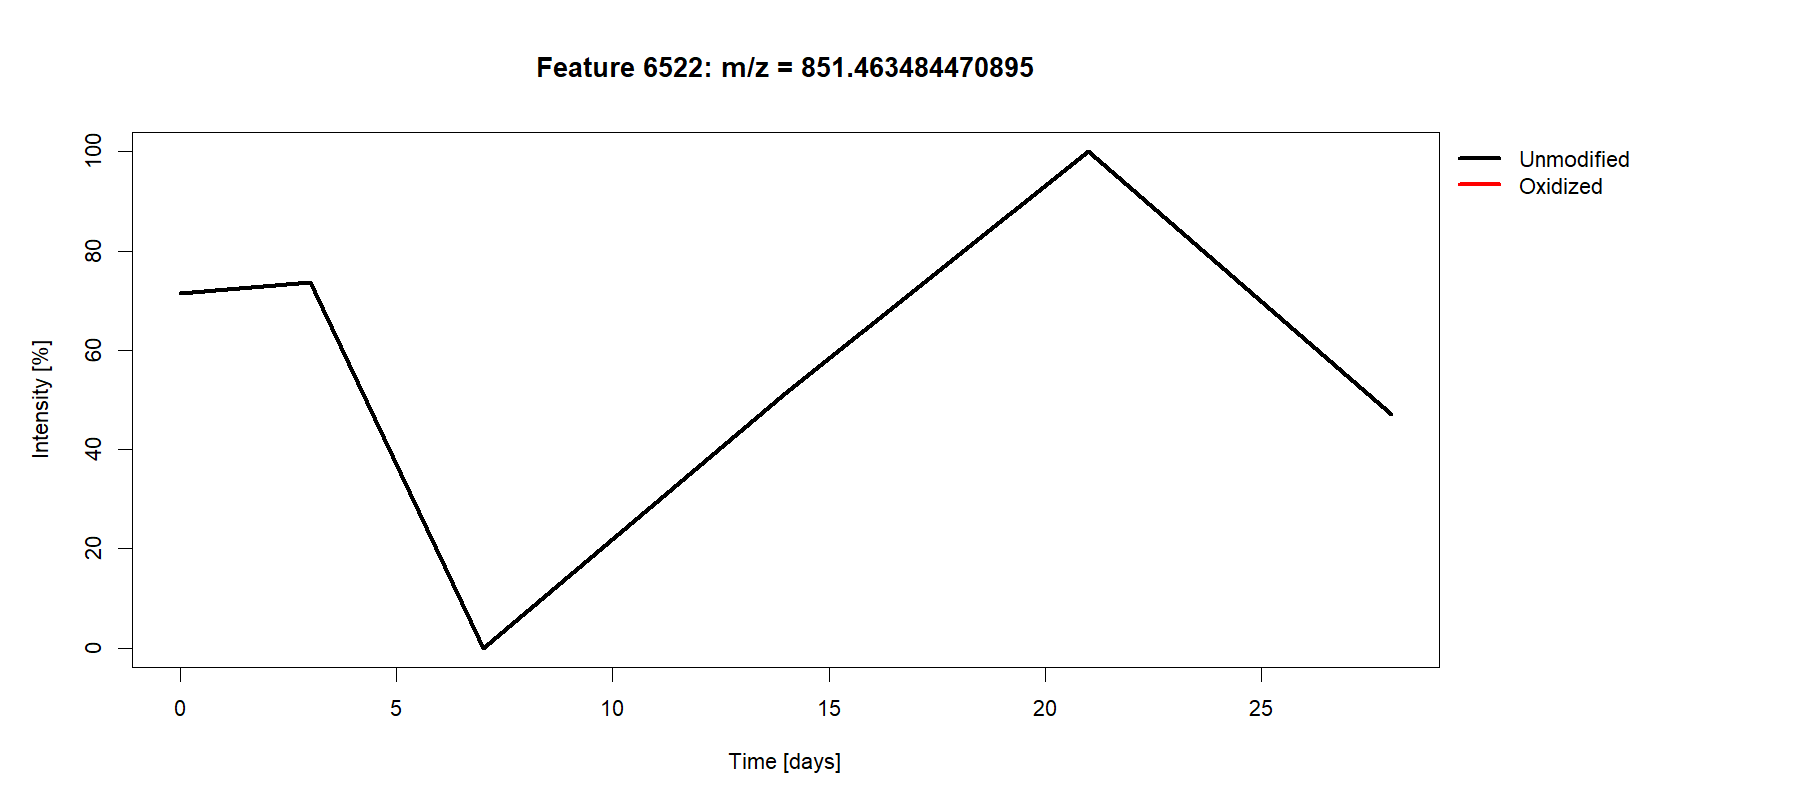 Feature 6522: m/z = 851.463484470895
Unmodified
Oxidized
Intensity [%]
100
80
60
40
20
0
0 5 10 15 20 25
Time [days]